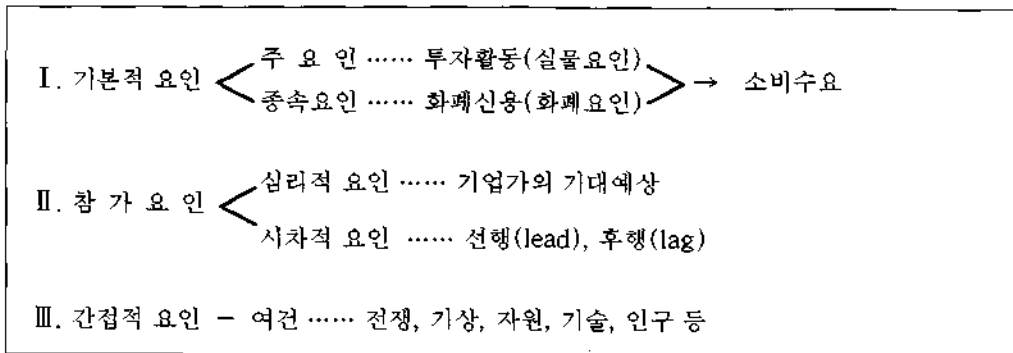 주 요 인 …… 투자활동(실물요인)
Ⅰ. 기본적 요인 → 소비수요
종속요인 …… 화폐신용(화폐요인)
심리적 요인 …… 기업가의 기대예상
Ⅱ. 참 가 요 인
시차적 요인 …… 선행(lead), 후행(lag)
Ⅲ. 간접적 요인 － 여건 …… 전쟁, 기상, 자원, 기술, 인구 등